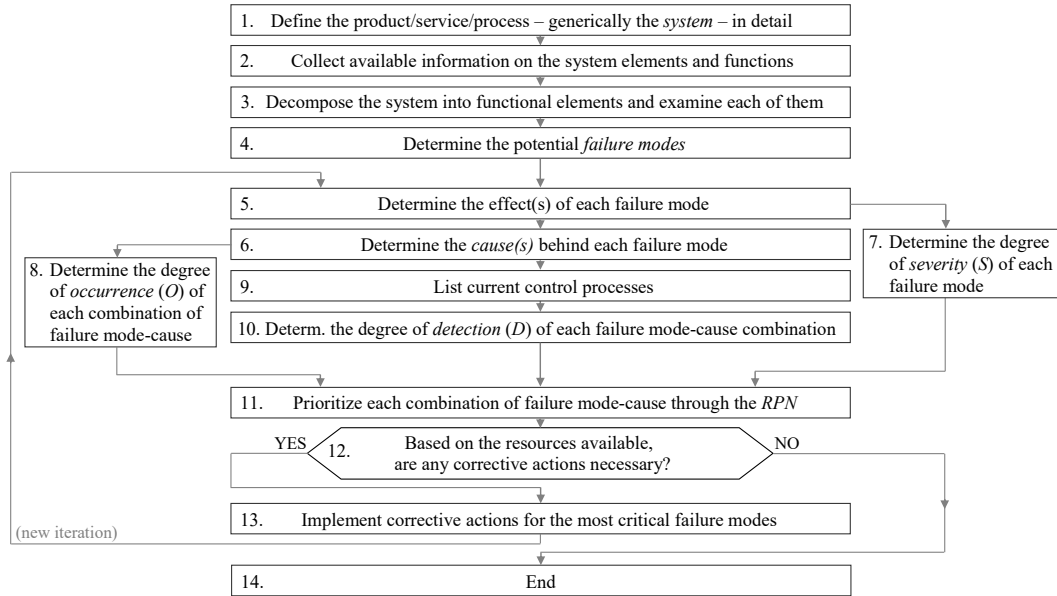 1. Define the product/service/process – generically the system – in detail
2. Collect available information on the system elements and functions
3. Decompose the system into functional elements and examine each of them
4. Determine the potential failure modes
5. Determine the effect(s) of each failure mode
6. Determine the cause(s) behind each failure mode
7. Determine the degree
of severity (S) of each
failure mode
8. Determine the degree
of occurrence (O) of
each combination of
failure mode-cause
9. List current control processes
10. Determ. the degree of detection (D) of each failure mode-cause combination
11. Prioritize each combination of failure mode-cause through the RPN
YES
12. Based on the resources available,
are any corrective actions necessary?
NO
13. Implement corrective actions for the most critical failure modes
(new iteration)
14. End